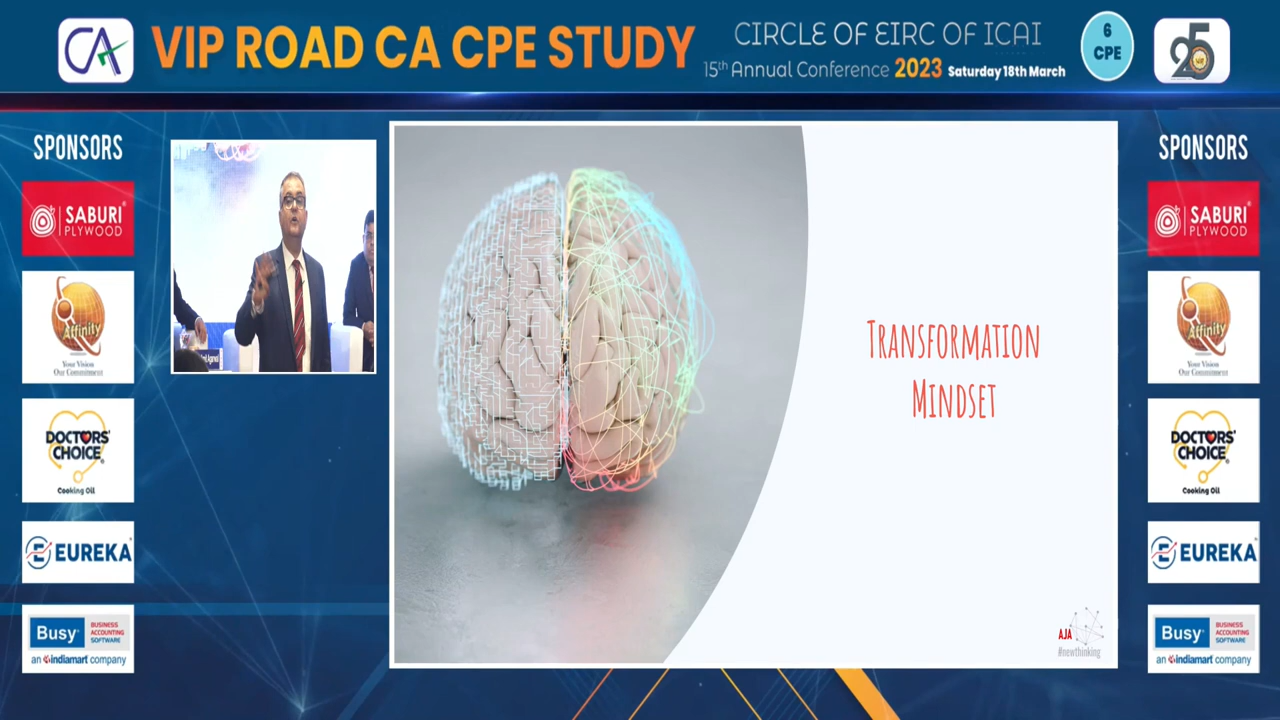 CA
VIP ROAD CA CPE STUDY
CIRCLE OF EIRC OF ICAI
15th Annual Conference 2023 Saturday 18th March
6
CPE
25
SPONSORS
SABURI
PLYWOOD
Affinity
Your Vision
Our Commitment
DOCTORS'
CHOICE
Cooking Oil
EUREKA
Busy
BUSINESS
ACCOUNTING
SOFTWARE
an indiamart company
TRANSFORMATION
MINDSET
AJA
#newthinking
SPONSORS
SABURI
PLYWOOD
Affinity
Your Vision
Our Commitment
DOCTORS'
CHOICE
Cooking Oil
EUREKA
Busy
BUSINESS
ACCOUNTING
SOFTWARE
an indiamart company